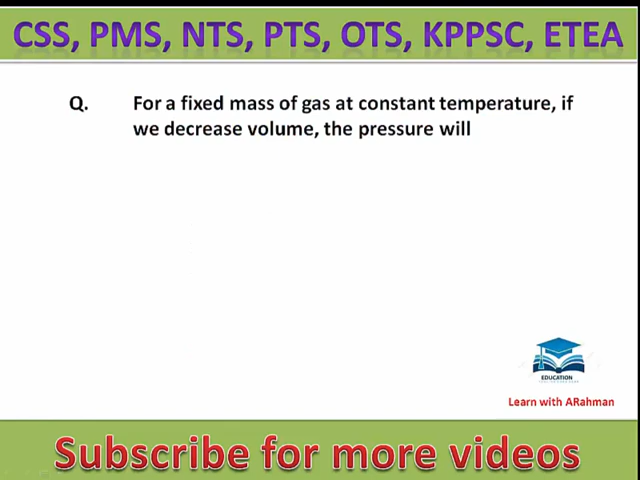 CSS, PMS, NTS, PTS, OTS, KPPSC, ETEA
Q. For a fixed mass of gas at constant temperature, if
we decrease volume, the pressure will
EDUCATION
Learn with ARahman
Subscribe for more videos